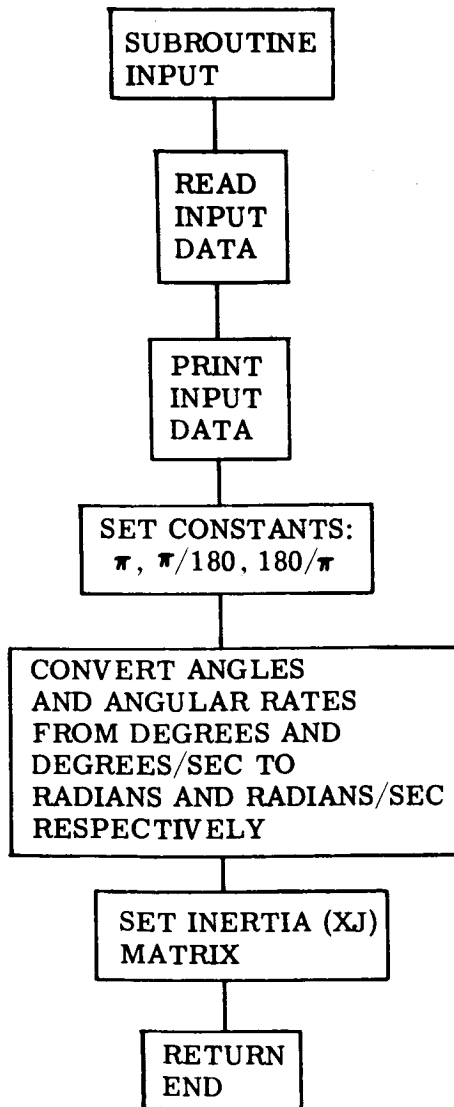 SUBROUTINE
INPUT
READ
INPUT
DATA
PRINT
INPUT
DATA
SET CONSTANTS:
π, π/180, 180/π
CONVERT ANGLES
AND ANGULAR RATES
FROM DEGREES AND
DEGREES/SEC TO
RADIANS AND RADIANS/SEC
RESPECTIVELY
SET INERTIA (XJ)
MATRIX
RETURN
END